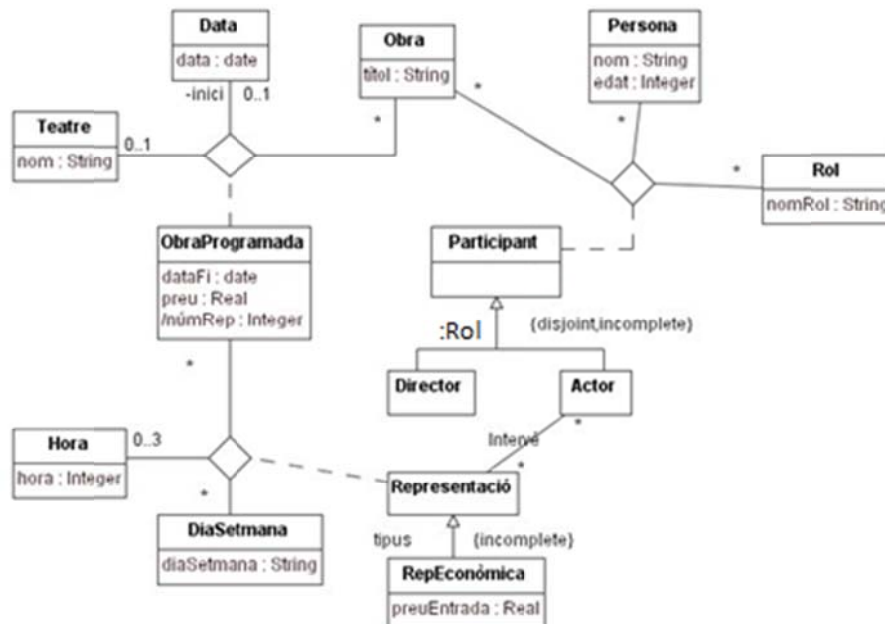 Data
data : date
-inici
0..1
Obra
títol : String
*
*
Persona
nom : String
edat : Integer
*
Teatre
nom : String
0..1
Rol
nomRol : String
*
ObraProgramada
dataFi : date
preu : Real
/númRep : Integer
*
Participant
:Rol
{disjoint,incomplete}
Director
Actor
*
Intervé
*
Hora
hora : Integer
0..3
*
DiaSetmana
diaSetmana : String
Representació
tipus
{incomplete}
RepEconómica
preuEntrada : Real